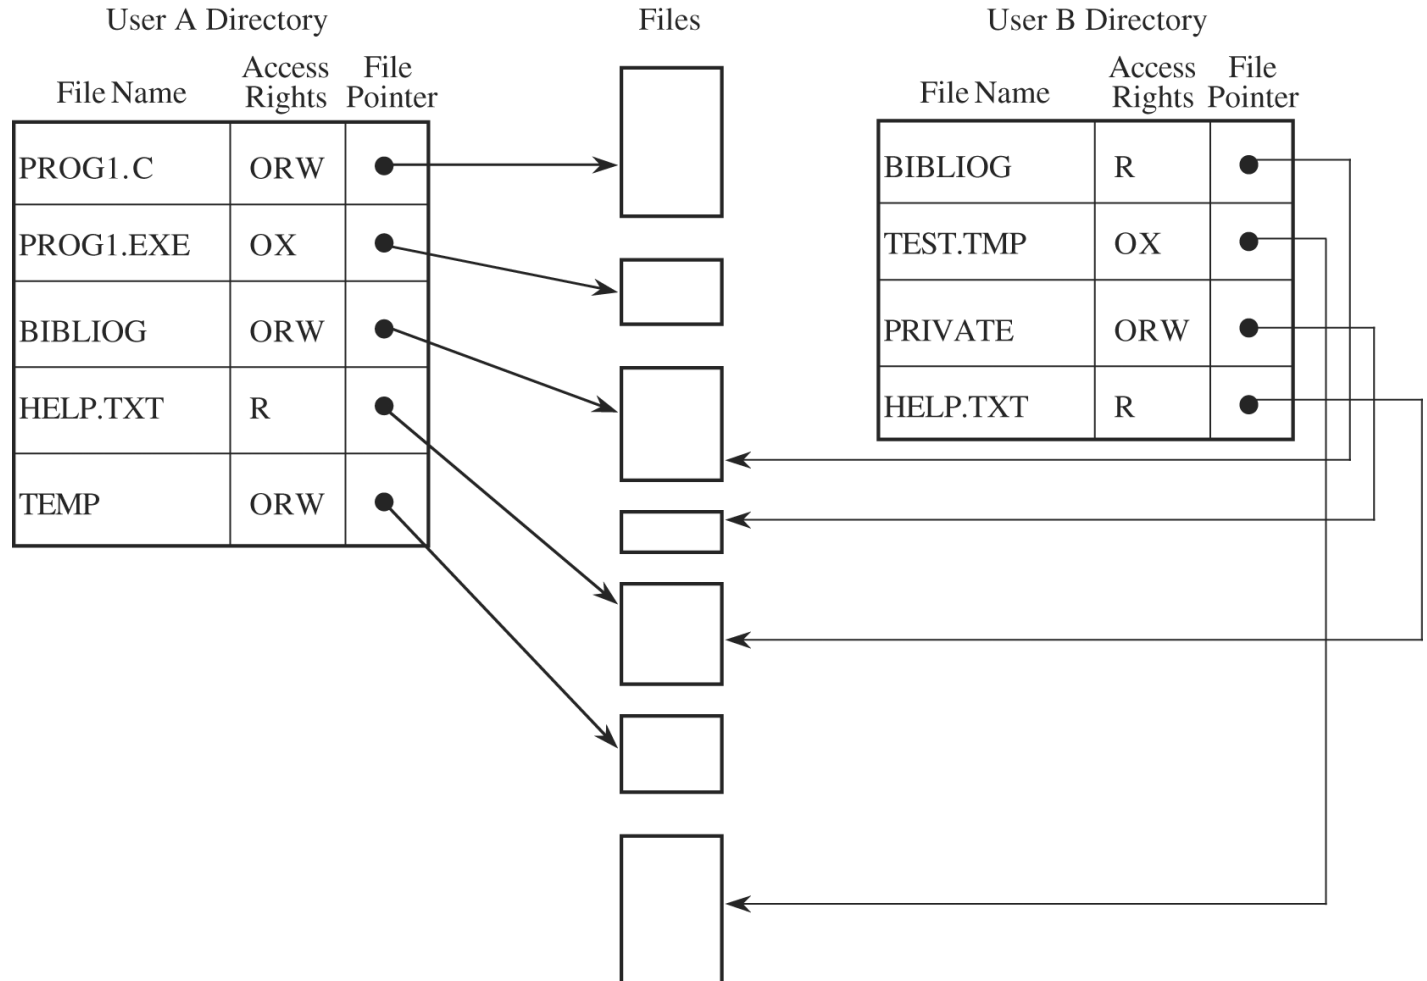 User A Directory Files User B Directory
File Name Access Rights File Pointer
PROG1.C ORW
PROG1.EXE OX
BIBLIOG ORW
HELP.TXT R
TEMP ORW
File Name Access Rights File Pointer
BIBLIOG R
TEST.TMP OX
PRIVATE ORW
HELP.TXT R